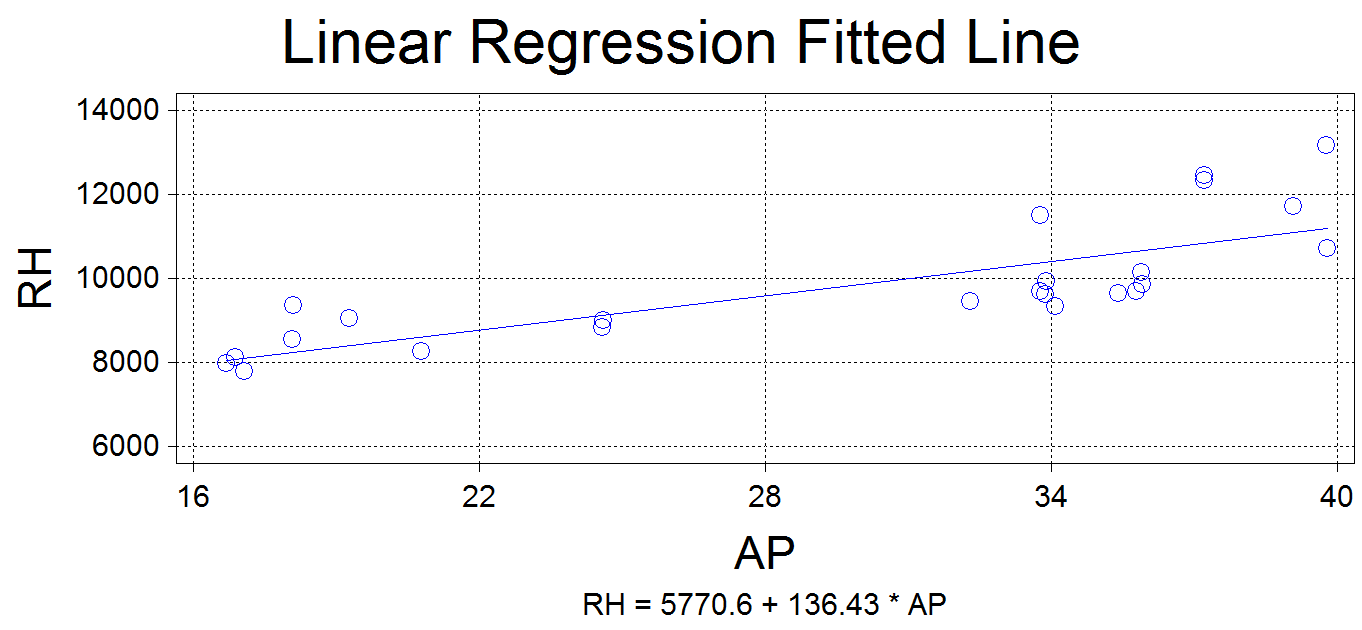 Linear Regression Fitted Line
14000
12000
10000
8000
6000
RH
16 22 28 34 40
AP
RH = 5770.6 + 136.43 * AP